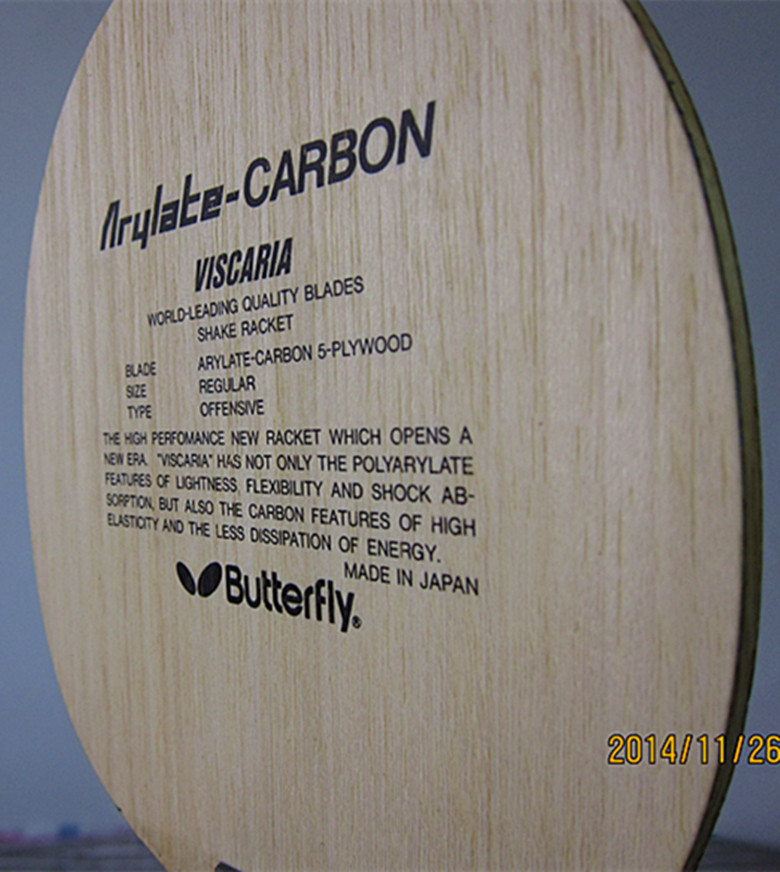 Arylate-CARBON
VISCARIA
WORLD-LEADING QUALITY BLADES
SHAKE RACKET
BLADE ARYLATE-CARBON 5-PLYWOOD
SIZE REGULAR
TYPE OFFENSIVE
THE HIGH PERFOMANCE NEW RACKET WHICH OPENS A
NEW ERA. "VISCARIA" HAS NOT ONLY THE POLYARYLATE
FEATURES OF LIGHTNESS, FLEXIBILITY AND SHOCK AB-
SORPTION, BUT ALSO THE CARBON FEATURES OF HIGH
ELASTICITY AND THE LESS DISSIPATION OF ENERGY.
MADE IN JAPAN
Butterfly®
2014/11/26